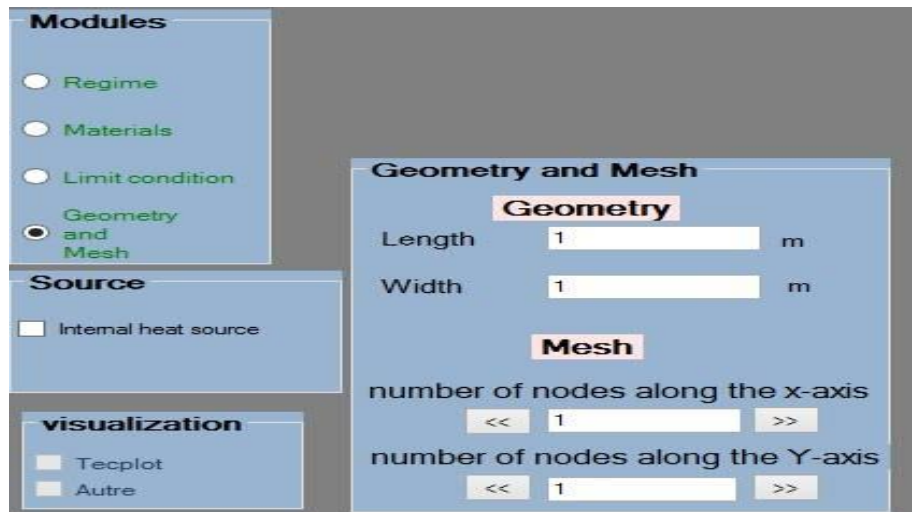 Modules
Regime
Materials
Limit condition
Geometry
and
Mesh
Source
Internal heat source
visualization
Tecplot
Autre
Geometry and Mesh
Geometry
Length 1 m
Width 1 m
Mesh
number of nodes along the x-axis
<< 1 >>
number of nodes along the Y-axis
<< 1 >>